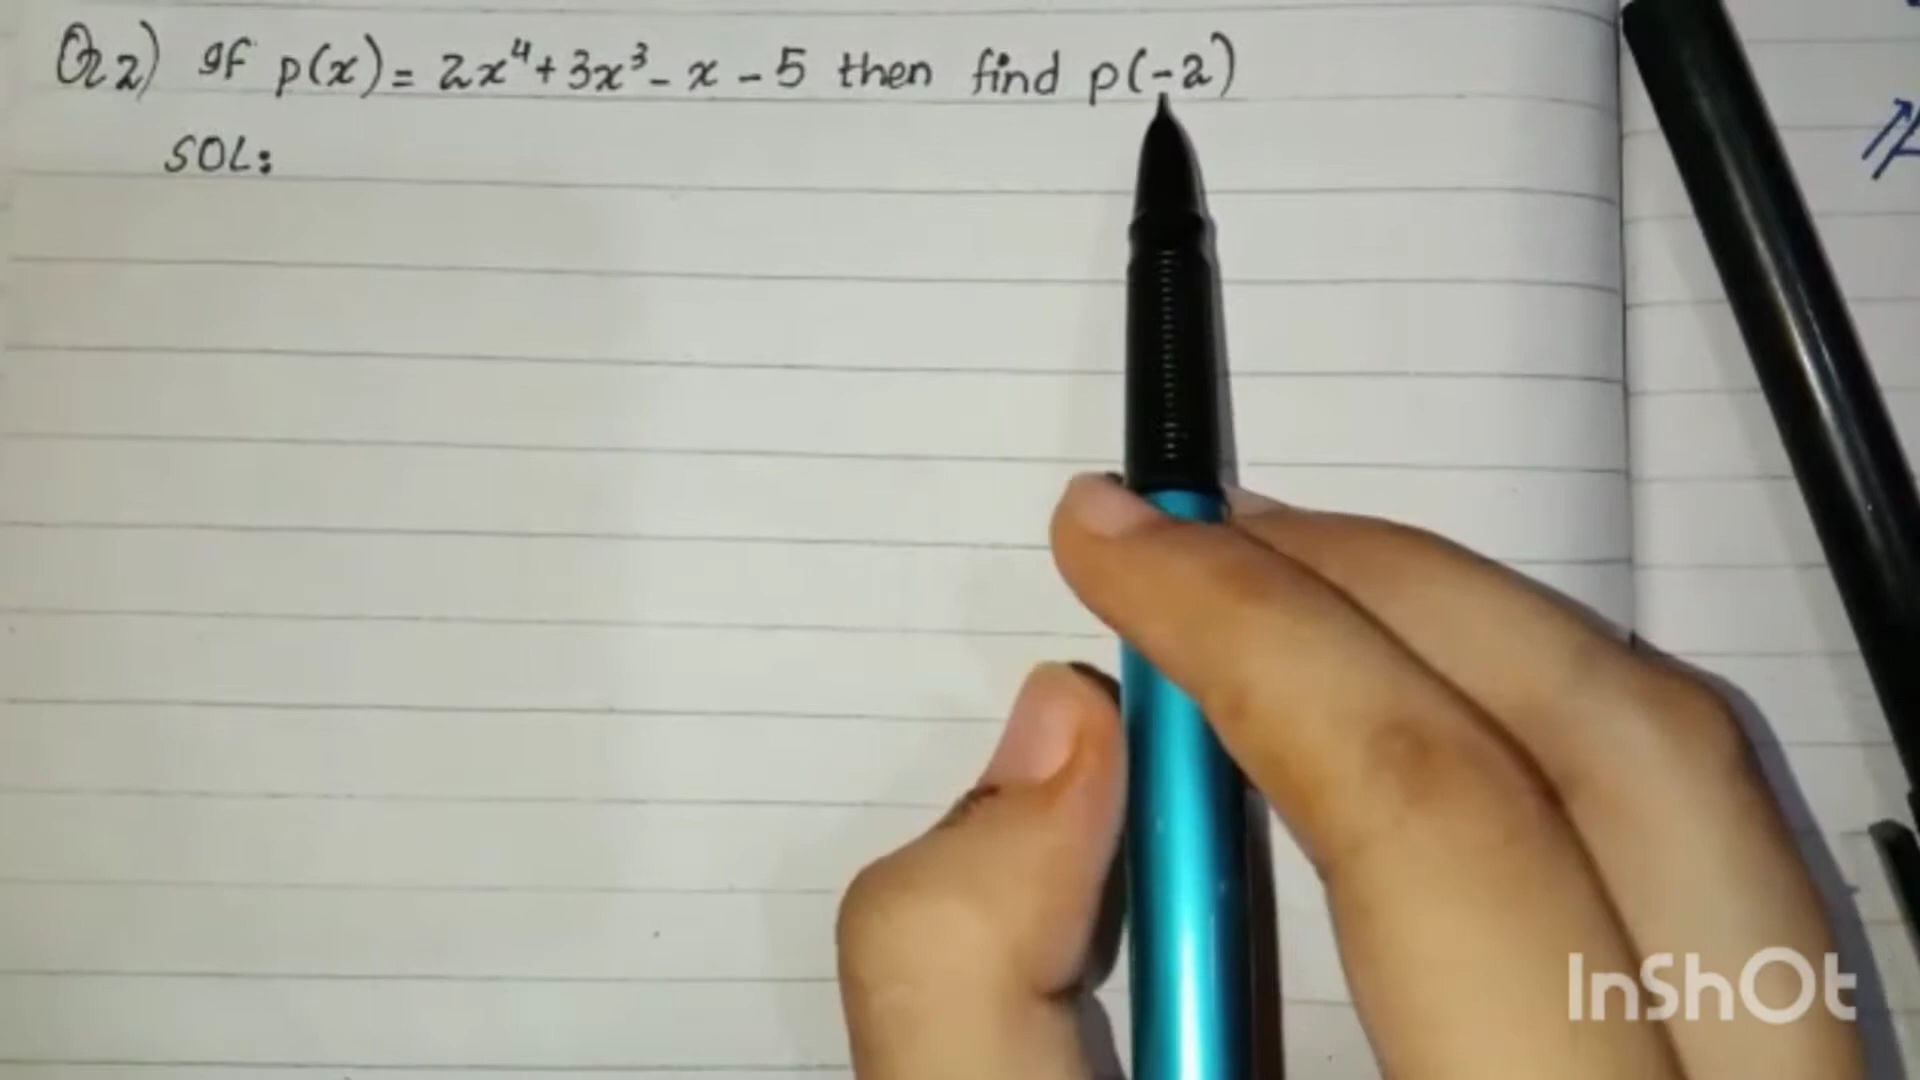 Q2) If p(x) = 2x⁴+3x³- x - 5 then find p(-2)
SOL:
InShOt